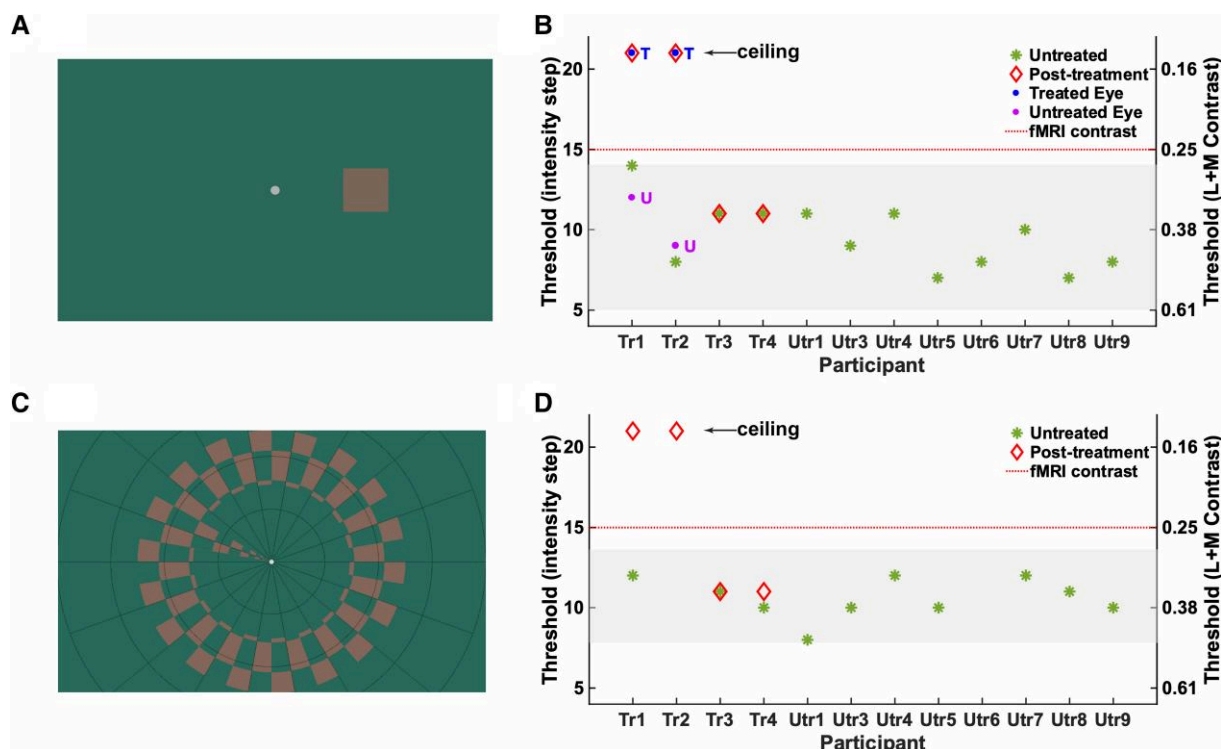 A
B
Threshold (intensity step)
20
15
10
5
T
T
ceiling
U
U
Untreated
Post-treatment
Treated Eye
Untreated Eye
fMRI contrast
0.16
0.25
0.38
0.61
Threshold (L+M Contrast)
Tr1 Tr2 Tr3 Tr4 Utr1 Utr3 Utr4 Utr5 Utr6 Utr7 Utr8 Utr9
Participant
C
D
Threshold (intensity step)
20
15
10
5
ceiling
Untreated
Post-treatment
fMRI contrast
0.16
0.25
0.38
0.61
Threshold (L+M Contrast)
Tr1 Tr2 Tr3 Tr4 Utr1 Utr3 Utr4 Utr5 Utr6 Utr7 Utr8 Utr9
Participant